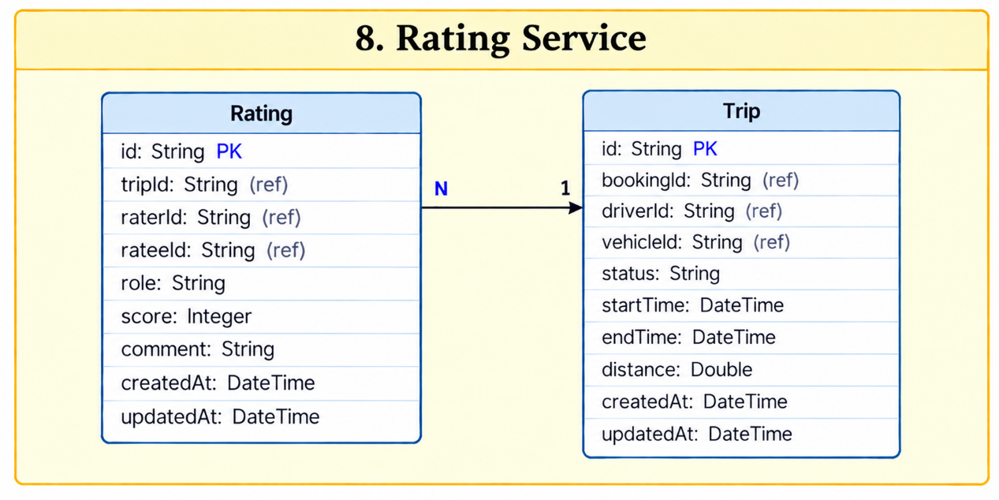 8. Rating Service
Rating
id: String PK
tripId: String (ref)
raterId: String (ref)
rateeId: String (ref)
role: String
score: Integer
comment: String
createdAt: DateTime
updatedAt: DateTime
N
1
Trip
id: String PK
bookingId: String (ref)
driverId: String (ref)
vehicleId: String (ref)
status: String
startTime: DateTime
endTime: DateTime
distance: Double
createdAt: DateTime
updatedAt: DateTime